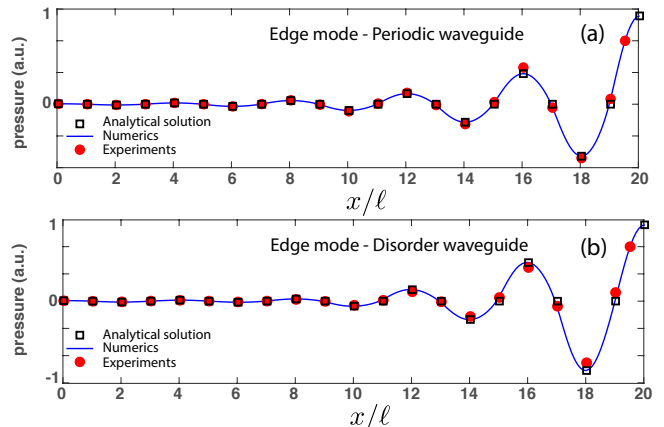 1
Edge mode - Periodic waveguide
(a)
pressure (a.u.)
0
Analytical solution
Numerics
Experiments
0 2 4 6 8 10 12 14 16 18 20
x/ℓ
1
Edge mode - Disorder waveguide
(b)
pressure (a.u.)
0
Analytical solution
Numerics
Experiments
-1
0 2 4 6 8 10 12 14 16 18 20
x/ℓ